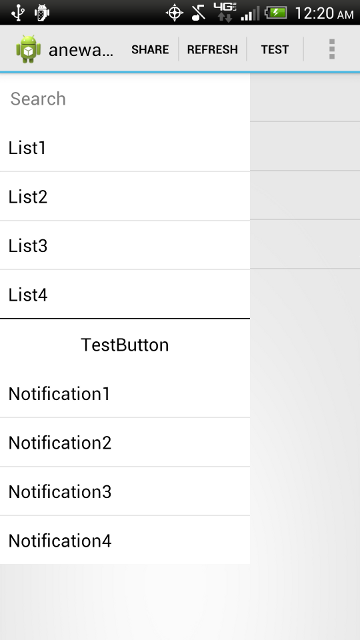 4G 12:20 AM
anewa... SHARE REFRESH TEST
Search
List1
List2
List3
List4
TestButton
Notification1
Notification2
Notification3
Notification4